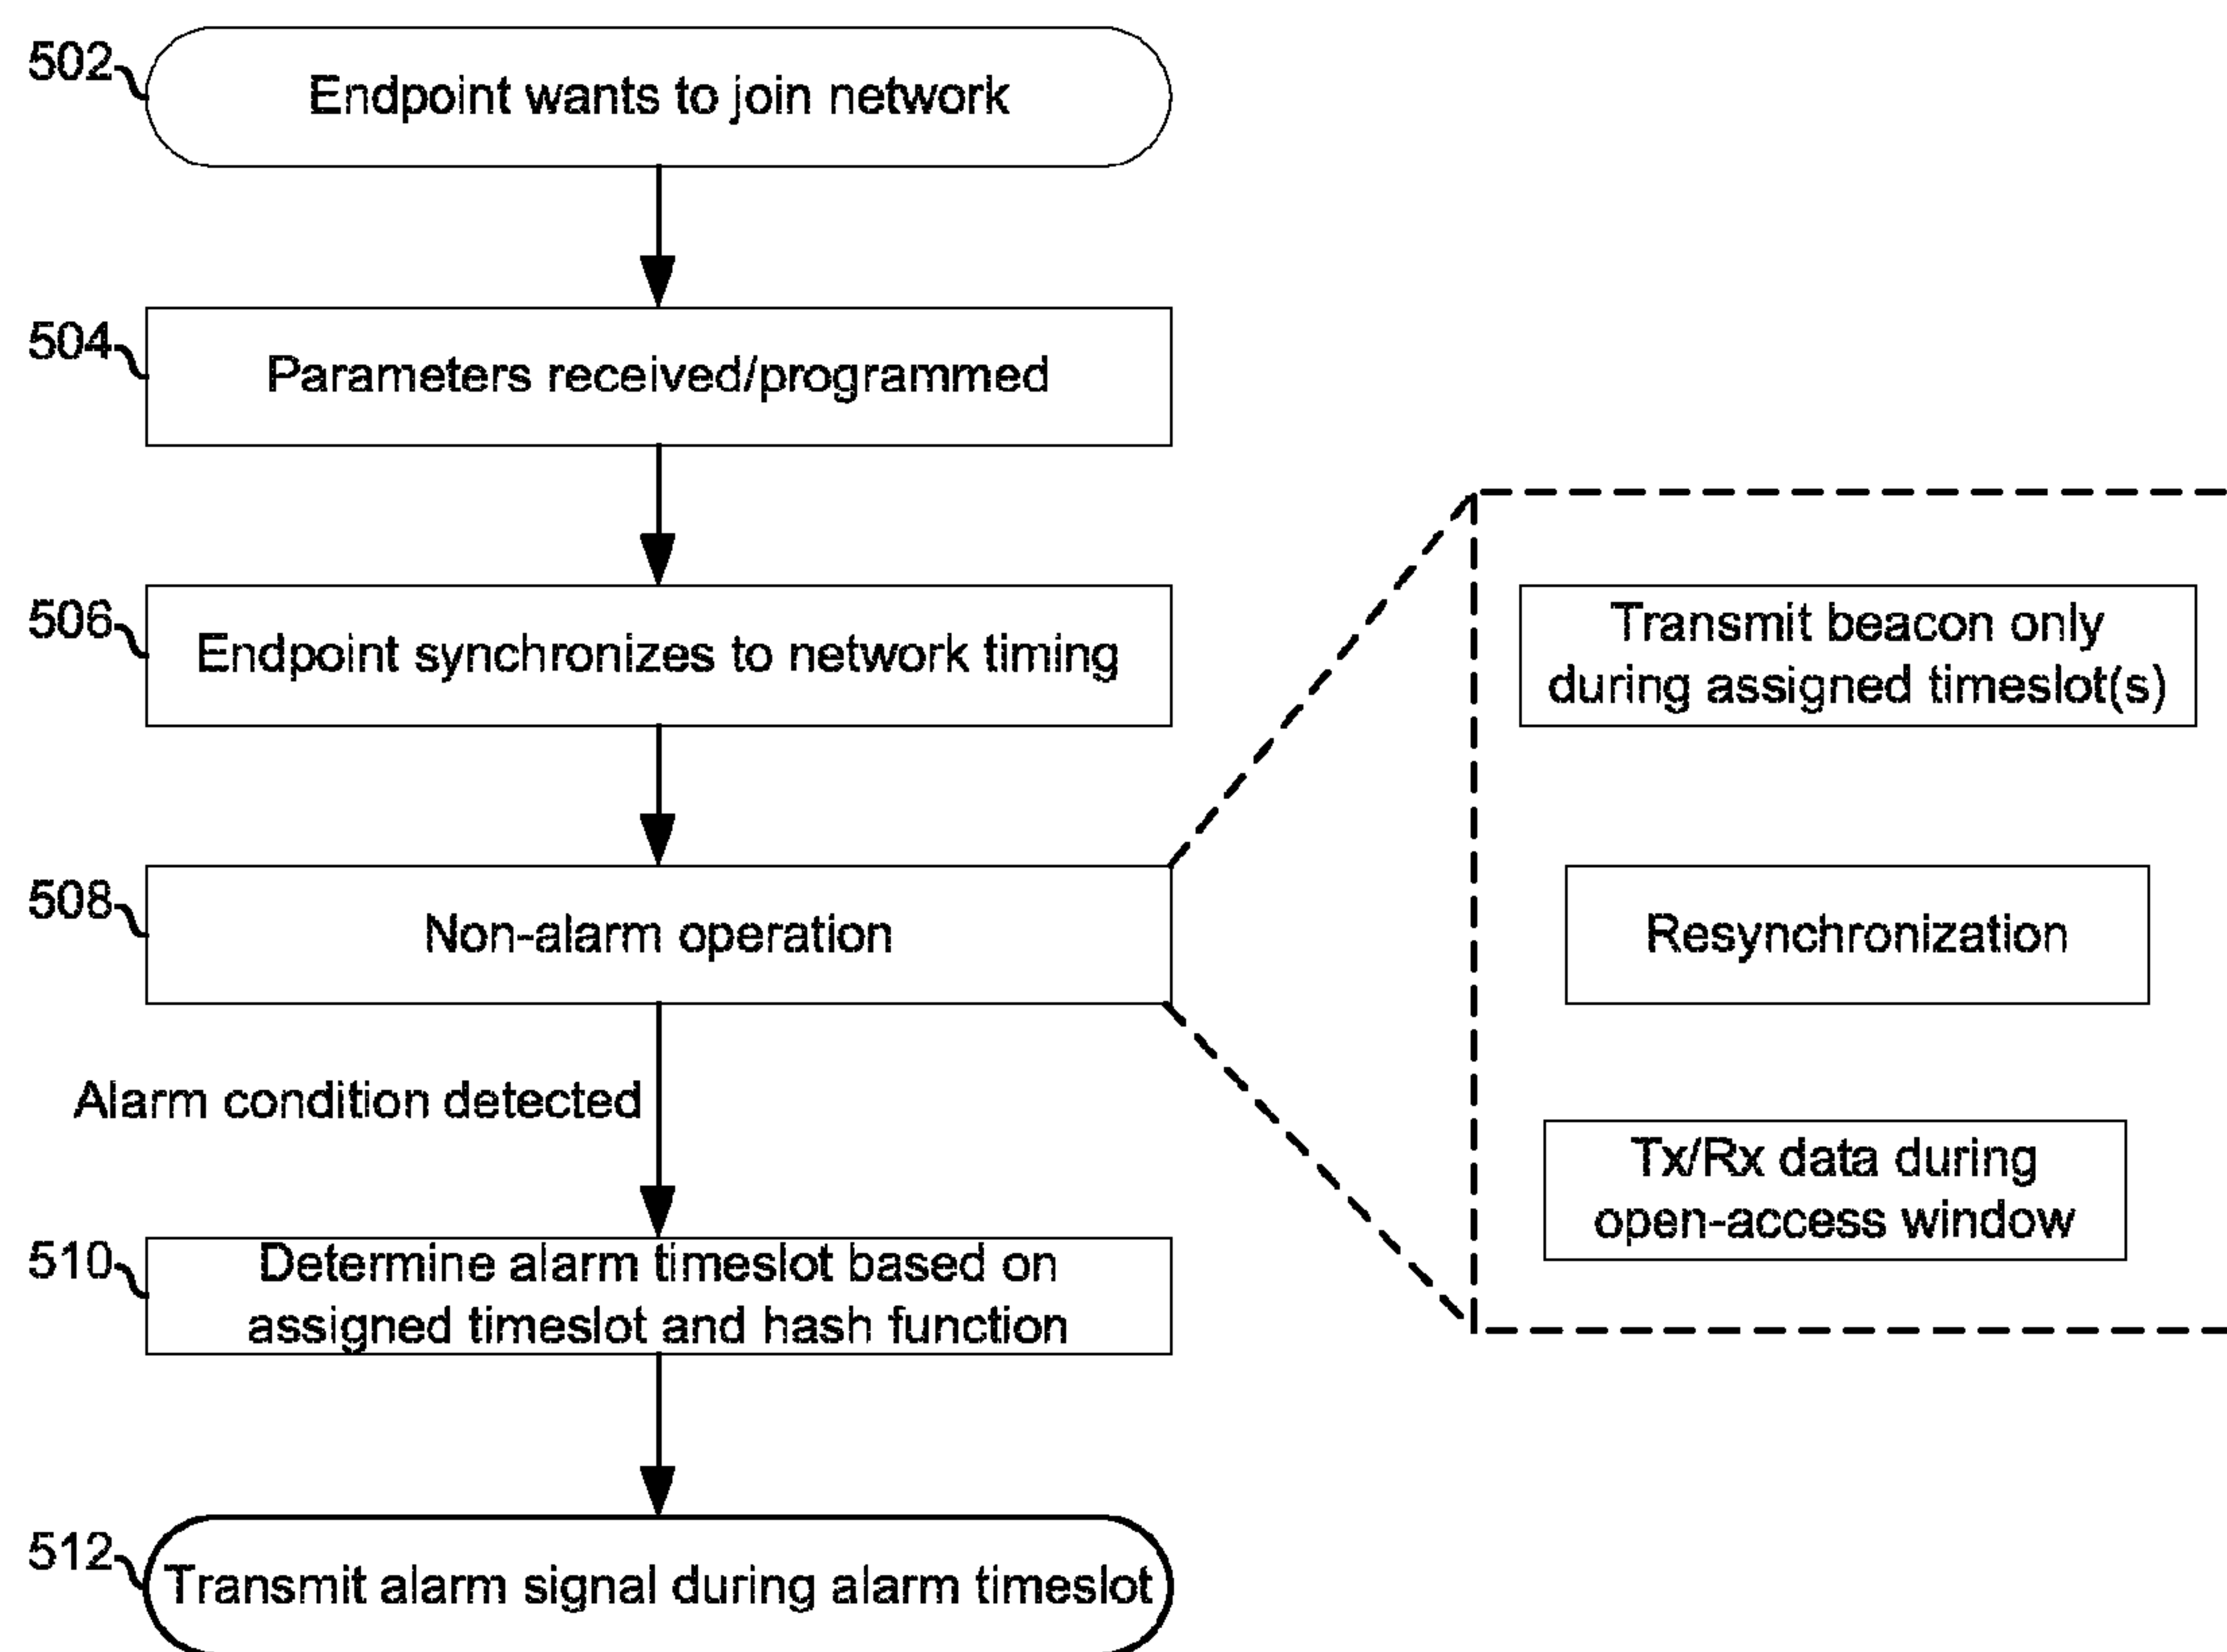 502
Endpoint wants to join network
504
Parameters received/programmed
506
Endpoint synchronizes to network timing
508
Non-alarm operation
Transmit beacon only
during assigned timeslot(s)
Resynchronization
Tx/Rx data during
open-access window
Alarm condition detected
510
Determine alarm timeslot based on
assigned timeslot and hash function
512
Transmit alarm signal during alarm timeslot